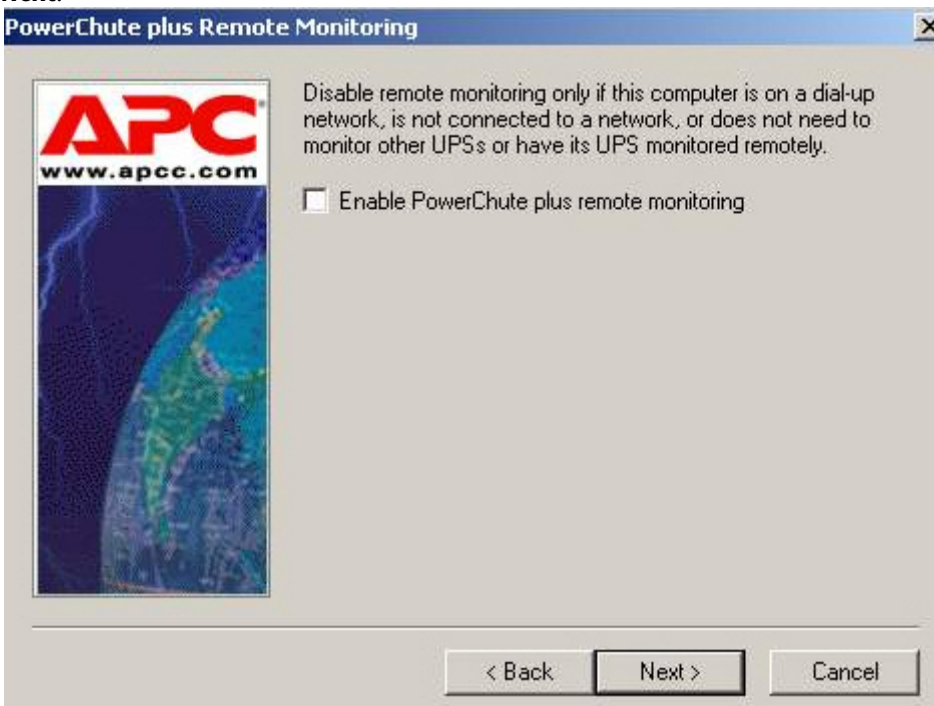 PowerChute plus Remote Monitoring
APC
www.apcc.com
Disable remote monitoring only if this computer is on a dial-up
network, is not connected to a network, or does not need to
monitor other UPSs or have its UPS monitored remotely.
Enable PowerChute plus remote monitoring
< Back
Next >
Cancel